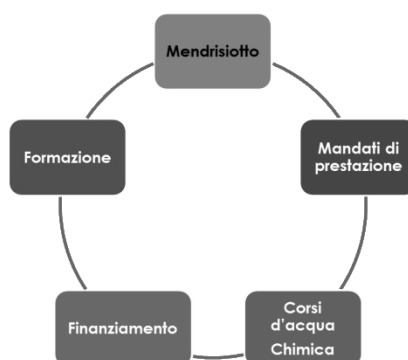 Mendrisiotto
Mandati di
prestazione
Corsi
d'acqua
Chimica
Finanziamento
Formazione